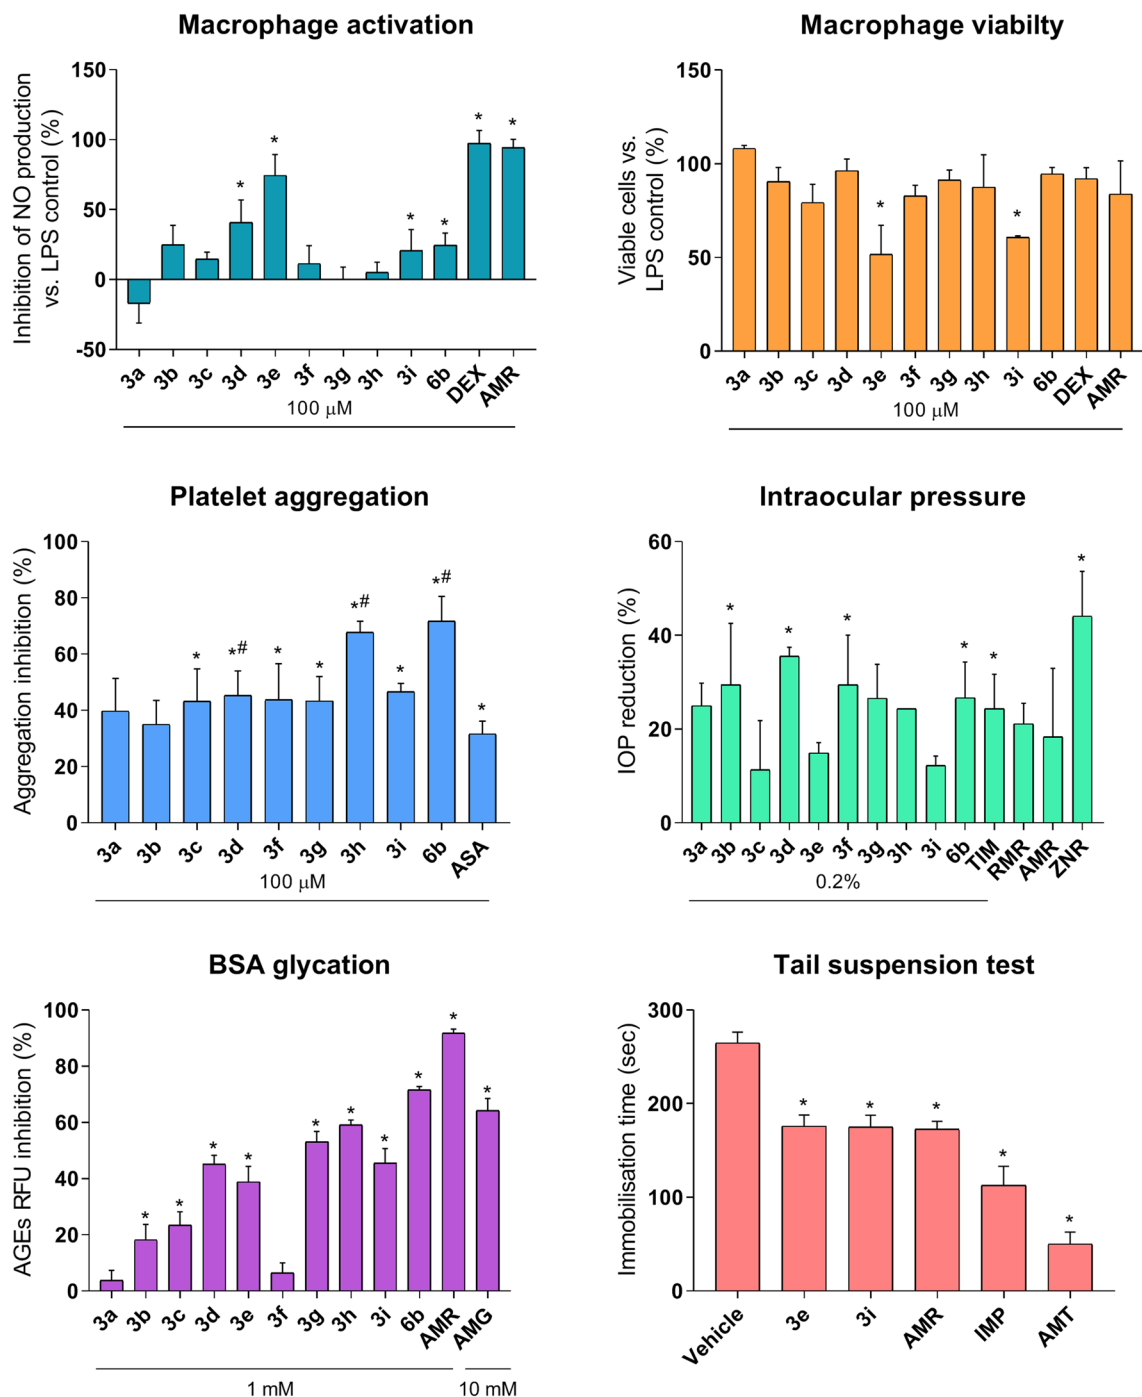 Macrophage activation
Inhibition of NO production
vs. LPS control (%)
150
100
50
0
-50
* * * * * *
3a 3b 3c 3d 3e 3f 3g 3h 3i 6b DEX AMR
100 μM
Macrophage viabilty
Viable cells vs.
LPS control (%)
150
100
50
0
* *
3a 3b 3c 3d 3e 3f 3g 3h 3i 6b DEX AMR
100 μM
Platelet aggregation
Aggregation inhibition (%)
100
80
60
40
20
0
* *# * * *# * *# *
3a 3b 3c 3d 3f 3g 3h 3i 6b ASA
100 μM
Intraocular pressure
IOP reduction (%)
60
40
20
0
* * * * * *
3a 3b 3c 3d 3e 3f 3g 3h 3i 6b TIM RMR AMR ZNR
0.2%
BSA glycation
AGEs RFU inhibition (%)
100
80
60
40
20
0
* * * * * * * * * *
3a 3b 3c 3d 3e 3f 3g 3h 3i 6b AMR AMG
1 mM 10 mM
Tail suspension test
Immobilisation time (sec)
300
200
100
0
* * * * *
Vehicle 3e 3i AMR IMP AMT